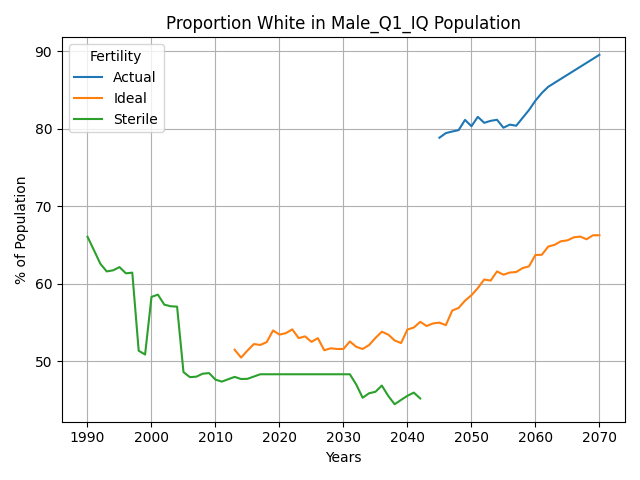 Proportion White in Male_Q1_IQ Population
Fertility
Actual
Ideal
Sterile
% of Population
90
80
70
60
50
1990 2000 2010 2020 2030 2040 2050 2060 2070
Years